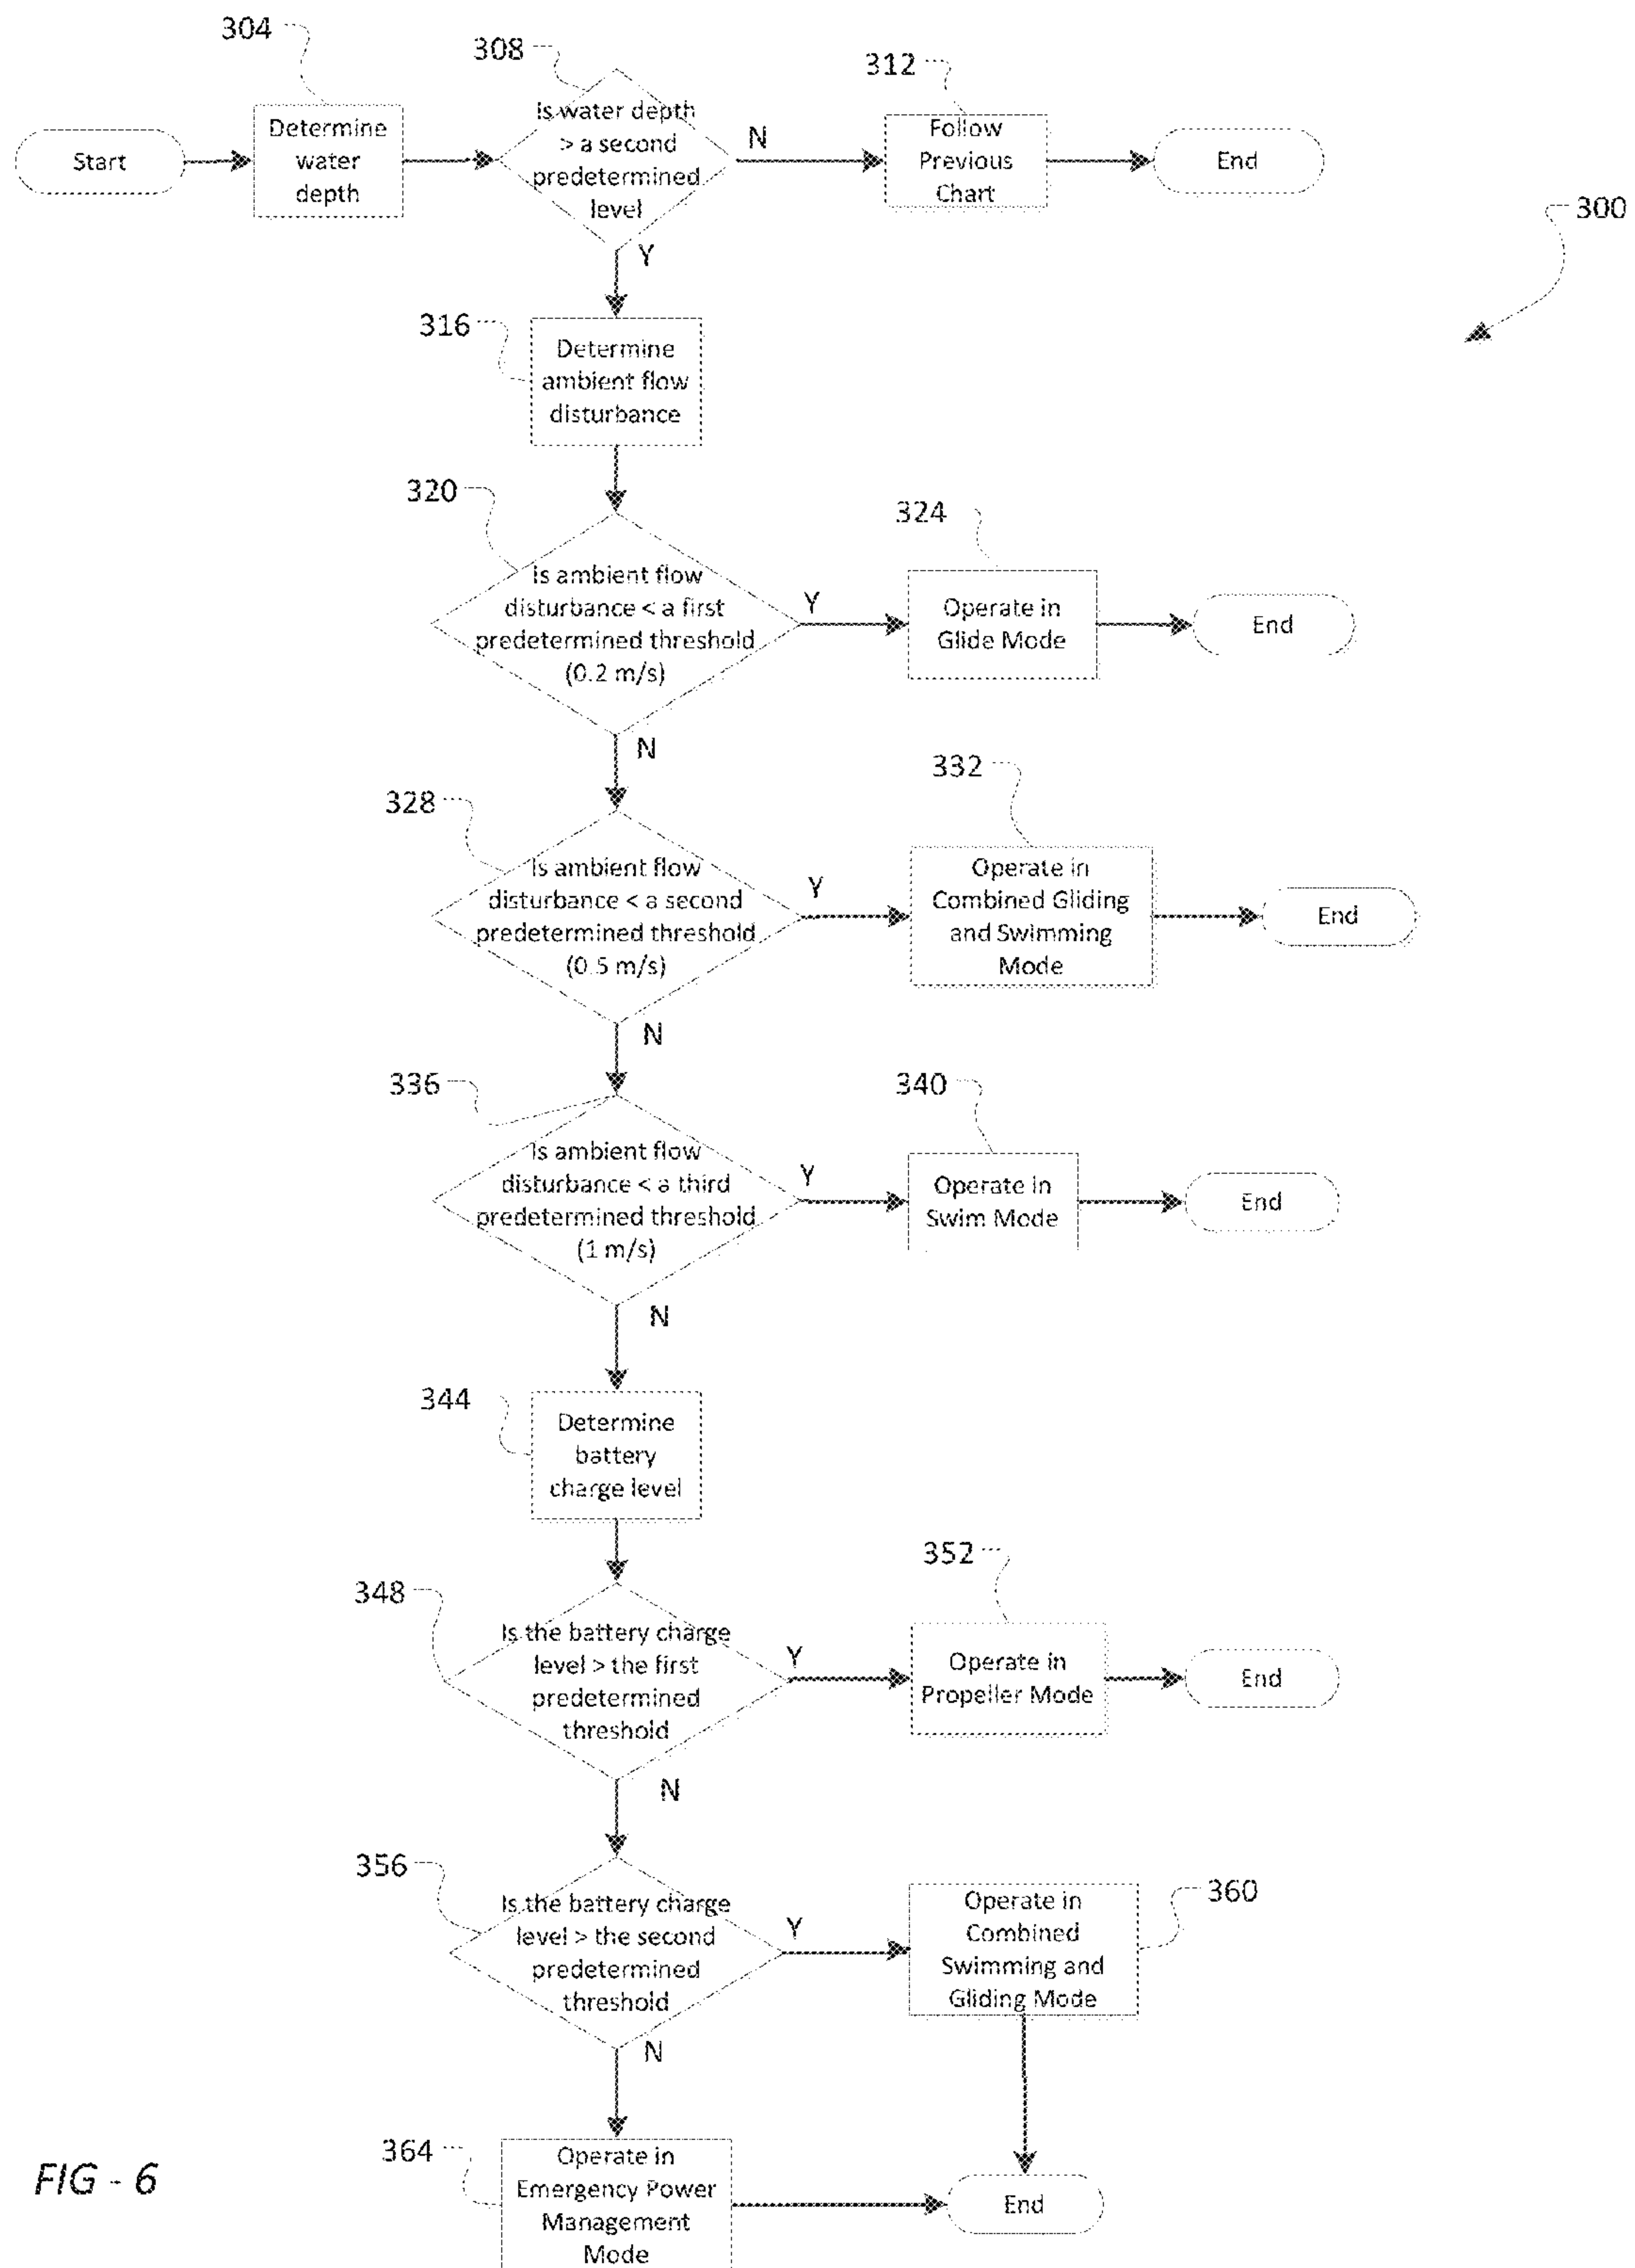 304
308
312
Start
Determine
water
depth
Is water depth
> a second
predetermined
level
N
Follow
Previous
Chart
End
300
Y
316
Determine
ambient flow
disturbance
320
324
Is ambient flow
disturbance < a first
predetermined threshold
(0.2 m/s)
Y
Operate in
Glide Mode
End
N
332
328
Is ambient flow
disturbance < a second
predetermined threshold
(0.5 m/s)
Y
Operate in
Combined Gliding
and Swimming
Mode
End
N
336
340
Is ambient flow
disturbance < a third
predetermined threshold
(1 m/s)
Y
Operate in
Swim Mode
End
N
344
Determine
battery
charge level
352
348
Is the battery charge
level > the first
predetermined
threshold
Y
Operate in
Propeller Mode
End
N
356
Is the battery charge
level > the second
predetermined
threshold
Y
Operate in
Combined
Swimming and
Gliding Mode
360
N
364
Operate in
Emergency Power
Management
Mode
End
FIG - 6